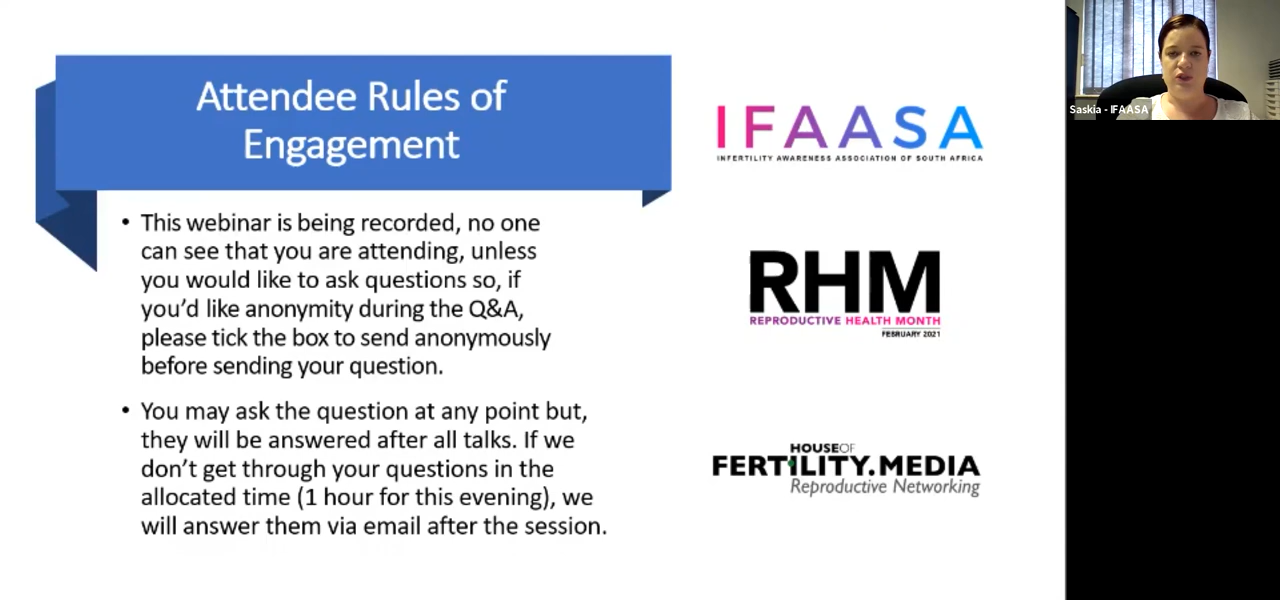 Attendee Rules of
Engagement
• This webinar is being recorded, no one
can see that you are attending, unless
you would like to ask questions so, if
you'd like anonymity during the Q&A,
please tick the box to send anonymously
before sending your question.
• You may ask the question at any point but,
they will be answered after all talks. If we
don't get through your questions in the
allocated time (1 hour for this evening), we
will answer them via email after the session.
IFAASA
INFERTILITY AWARENESS ASSOCIATION OF SOUTH AFRICA
RHM
REPRODUCTIVE HEALTH MONTH
FEBRUARY 2021
HOUSEOF
FERTILITY.MEDIA
Reproductive Networking
Saskia - IFAASA